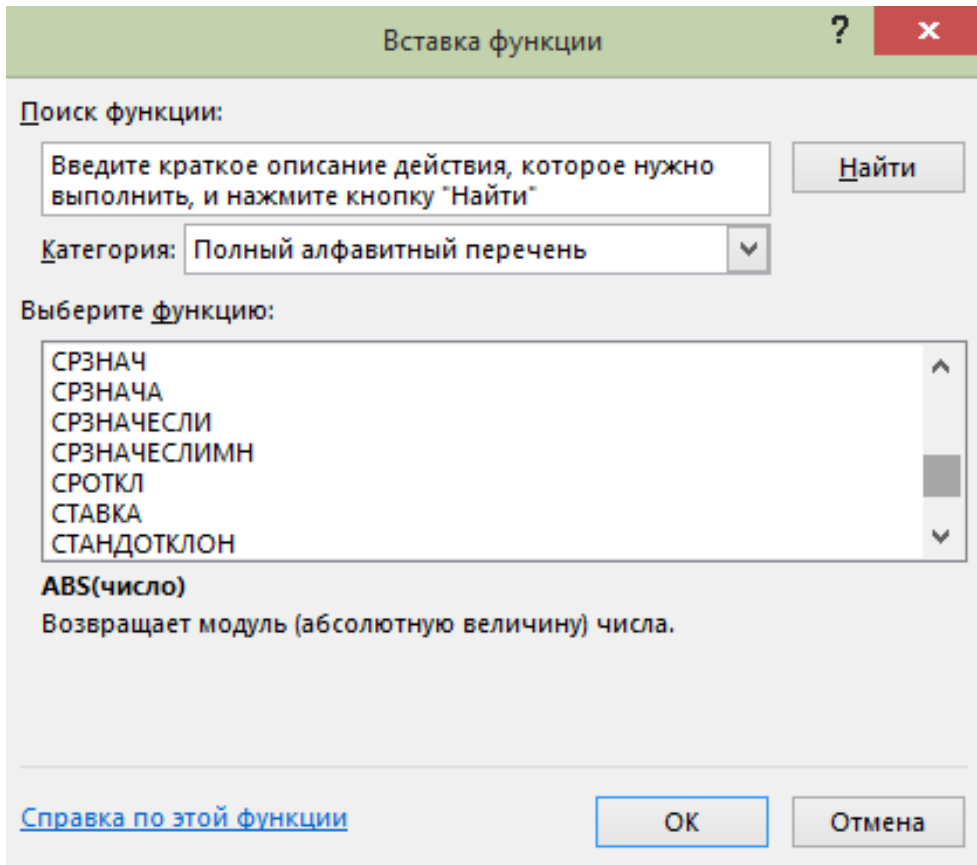 Вставка функции ? ×
Поиск функции:
Введите краткое описание действия, которое нужно
выполнить, и нажмите кнопку "Найти"
Найти
Категория: Полный алфавитный перечень
Выберите функцию:
СРЗНАЧ
СРЗНАЧА
СРЗНАЧЕСЛИ
СРЗНАЧЕСЛИМН
СРОТКЛ
СТАВКА
СТАНДОТКЛОН
ABS(число)
Возвращает модуль (абсолютную величину) числа.
Справка по этой функции
ОК
Отмена